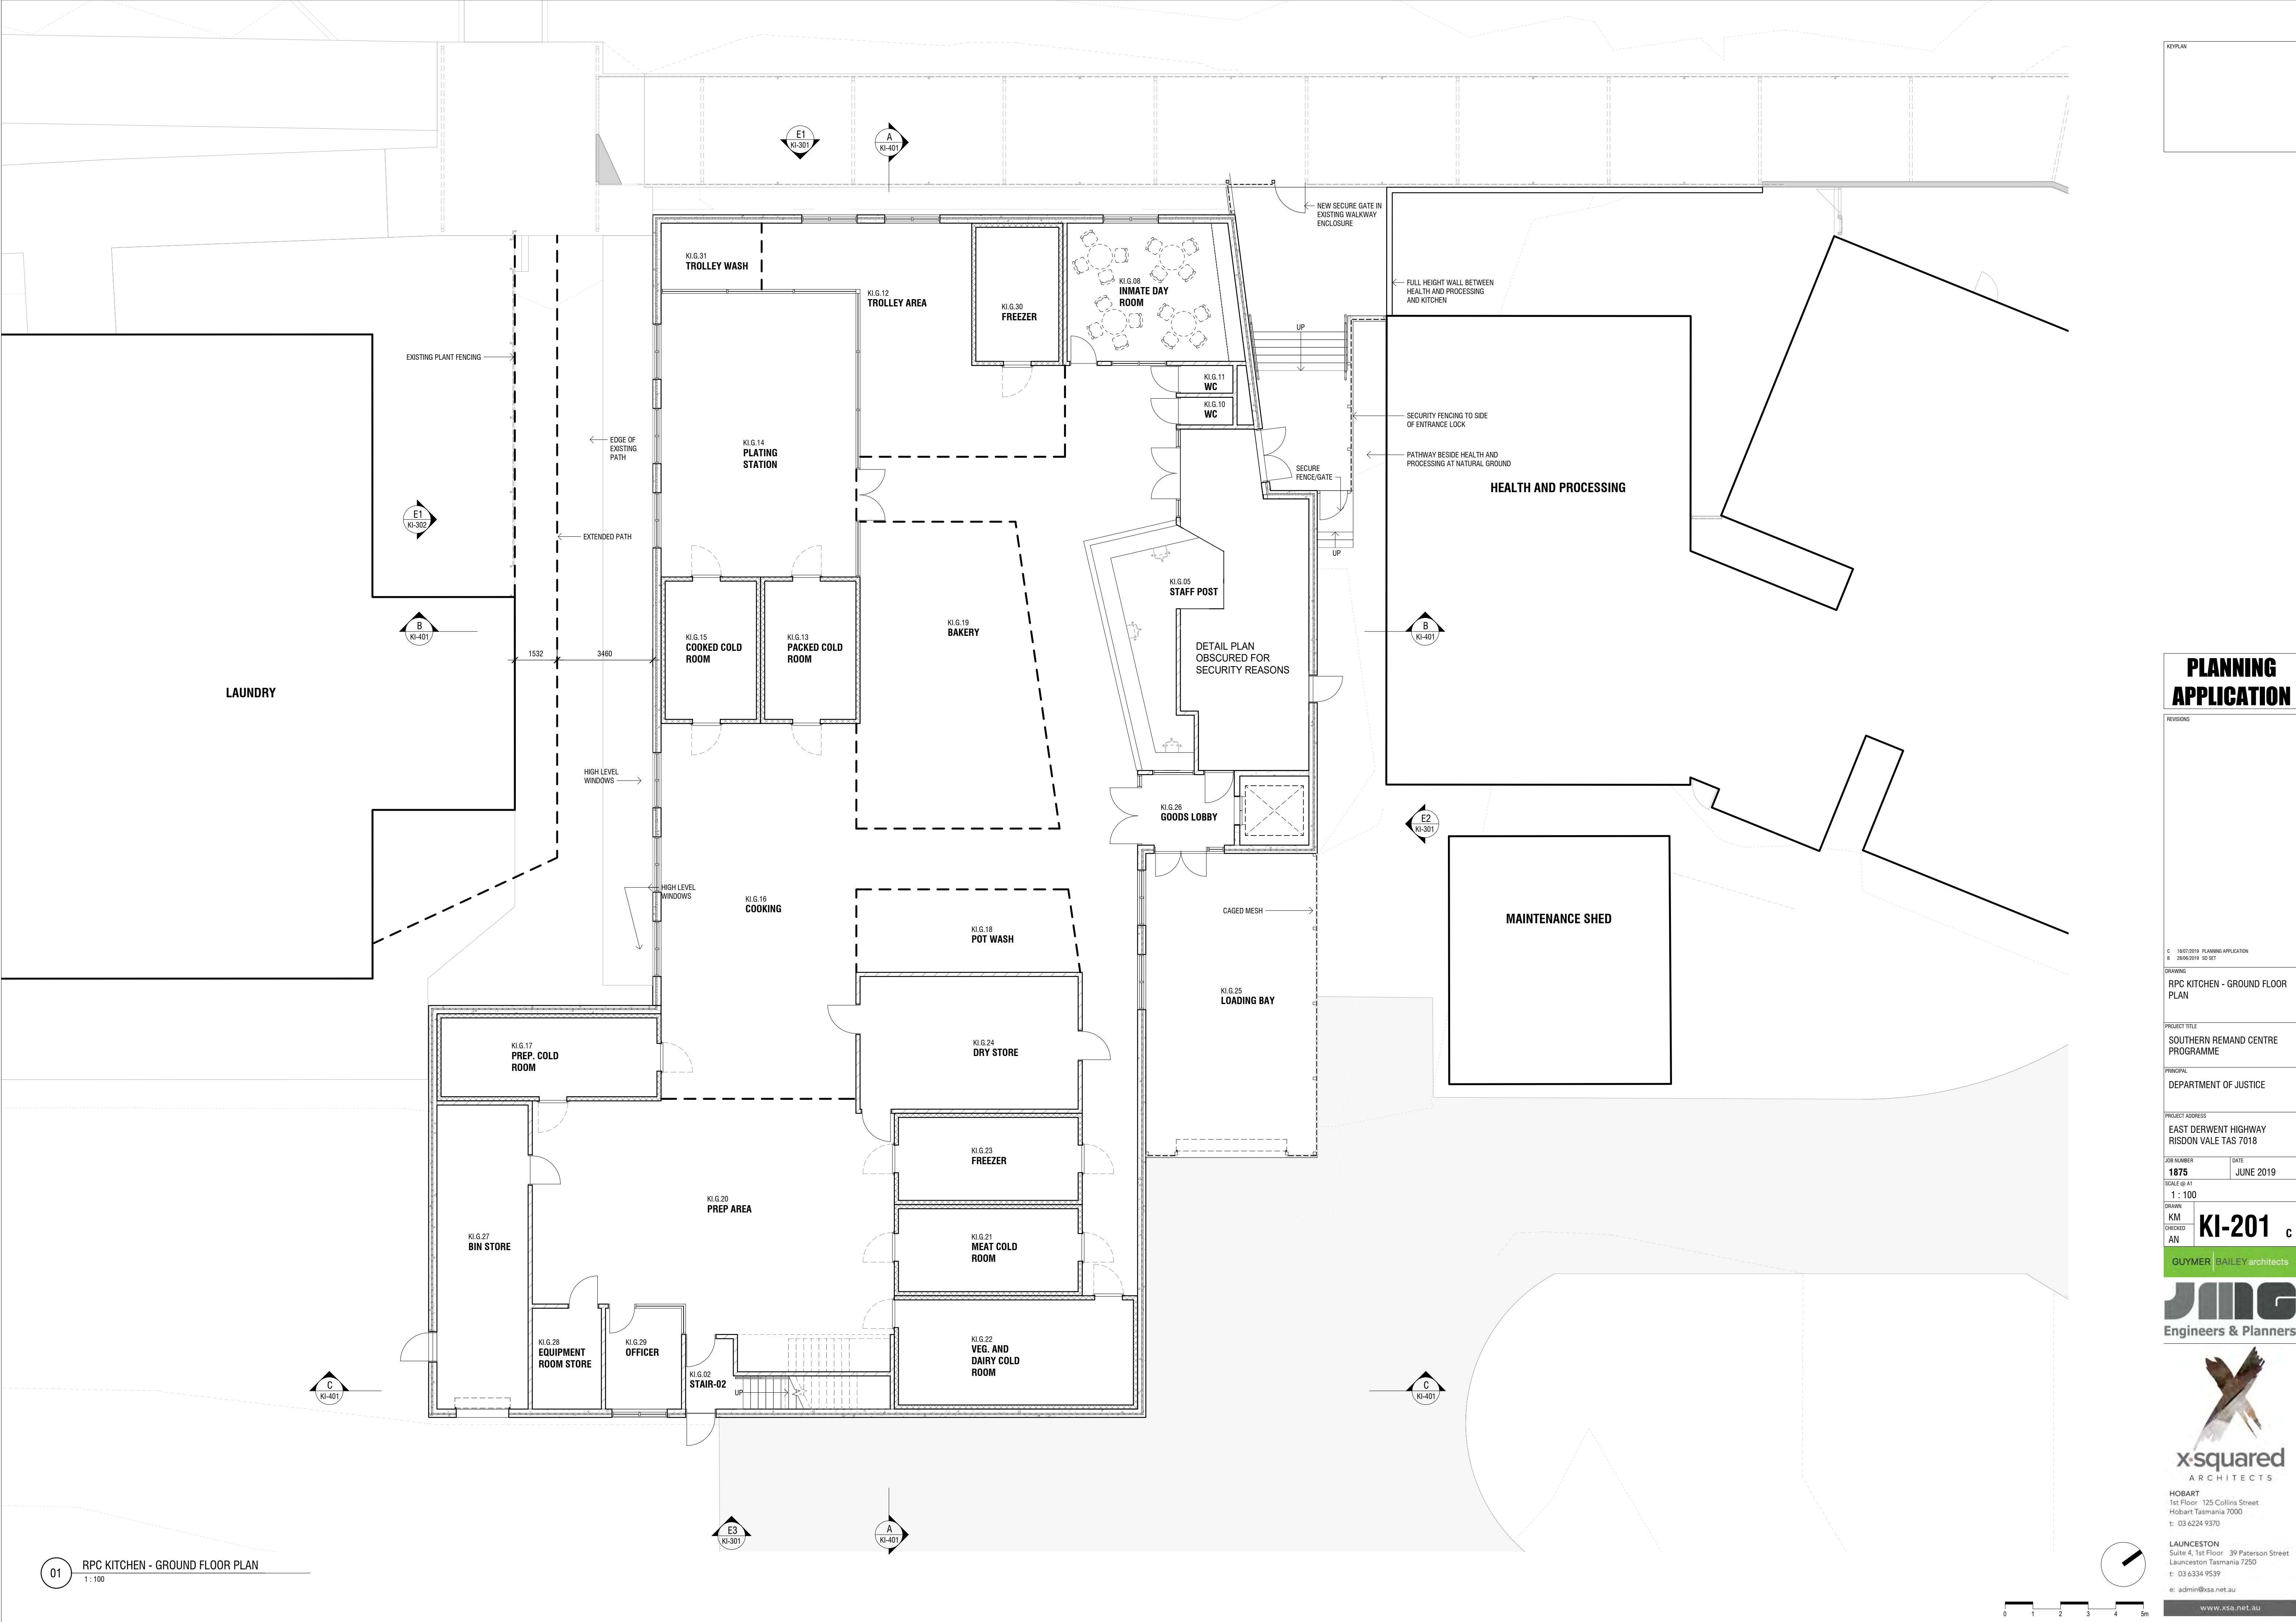 KEYPLAN
E1
KI-301
A
KI-401
NEW SECURE GATE IN
EXISTING WALKWAY
ENCLOSURE
KI.G.31
TROLLEY WASH
KI.G.12
TROLLEY AREA
KI.G.30
FREEZER
KI.G.08
INMATE DAY
ROOM
FULL HEIGHT WALL BETWEEN
HEALTH AND PROCESSING
AND KITCHEN
UP
EXISTING PLANT FENCING
KI.G.11
WC
KI.G.10
WC
SECURITY FENCING TO SIDE
OF ENTRANCE LOCK
EDGE OF
EXISTING
PATH
KI.G.14
PLATING
STATION
PATHWAY BESIDE HEALTH AND
PROCESSING AT NATURAL GROUND
SECURE
FENCE/GATE
HEALTH AND PROCESSING
E1
KI-302
EXTENDED PATH
UP
KI.G.05
STAFF POST
B
KI-401
KI.G.15
COOKED COLD
ROOM
KI.G.13
PACKED COLD
ROOM
KI.G.19
BAKERY
B
KI-401
DETAIL PLAN
OBSCURED FOR
SECURITY REASONS
1532
3460
LAUNDRY
HIGH LEVEL
WINDOWS
KI.G.26
GOODS LOBBY
E2
KI-301
HIGH LEVEL
WINDOWS
KI.G.16
COOKING
CAGED MESH
MAINTENANCE SHED
KI.G.18
POT WASH
KI.G.25
LOADING BAY
KI.G.17
PREP. COLD
ROOM
KI.G.24
DRY STORE
KI.G.23
FREEZER
KI.G.20
PREP AREA
KI.G.27
BIN STORE
KI.G.21
MEAT COLD
ROOM
KI.G.28
EQUIPMENT
ROOM STORE
KI.G.29
OFFICER
KI.G.22
VEG. AND
DAIRY COLD
ROOM
KI.G.02
STAIR-02
UP
C
KI-401
C
KI-401
E3
KI-301
A
KI-401
01
RPC KITCHEN - GROUND FLOOR PLAN
1 : 100
0 1 2 3 4 5m
PLANNING
APPLICATION
REVISIONS
C 18/07/2019 PLANNING APPLICATION
B 28/06/2019 SD SET
DRAWING
RPC KITCHEN - GROUND FLOOR
PLAN
PROJECT TITLE
SOUTHERN REMAND CENTRE
PROGRAMME
PRINCIPAL
DEPARTMENT OF JUSTICE
PROJECT ADDRESS
EAST DERWENT HIGHWAY
RISDON VALE TAS 7018
JOB NUMBER
1875
DATE
JUNE 2019
SCALE @ A1
1 : 100
DRAWN
KM
CHECKED
AN
KI-201 C
GUYMER BAILEY architects
JMG
Engineers & Planners
x·squared
ARCHITECTS
HOBART
1st Floor 125 Collins Street
Hobart Tasmania 7000
t: 03 6224 9370
LAUNCESTON
Suite 4, 1st Floor 39 Paterson Street
Launceston Tasmania 7250
t: 03 6334 9539
e: admin@xsa.net.au
www.xsa.net.au